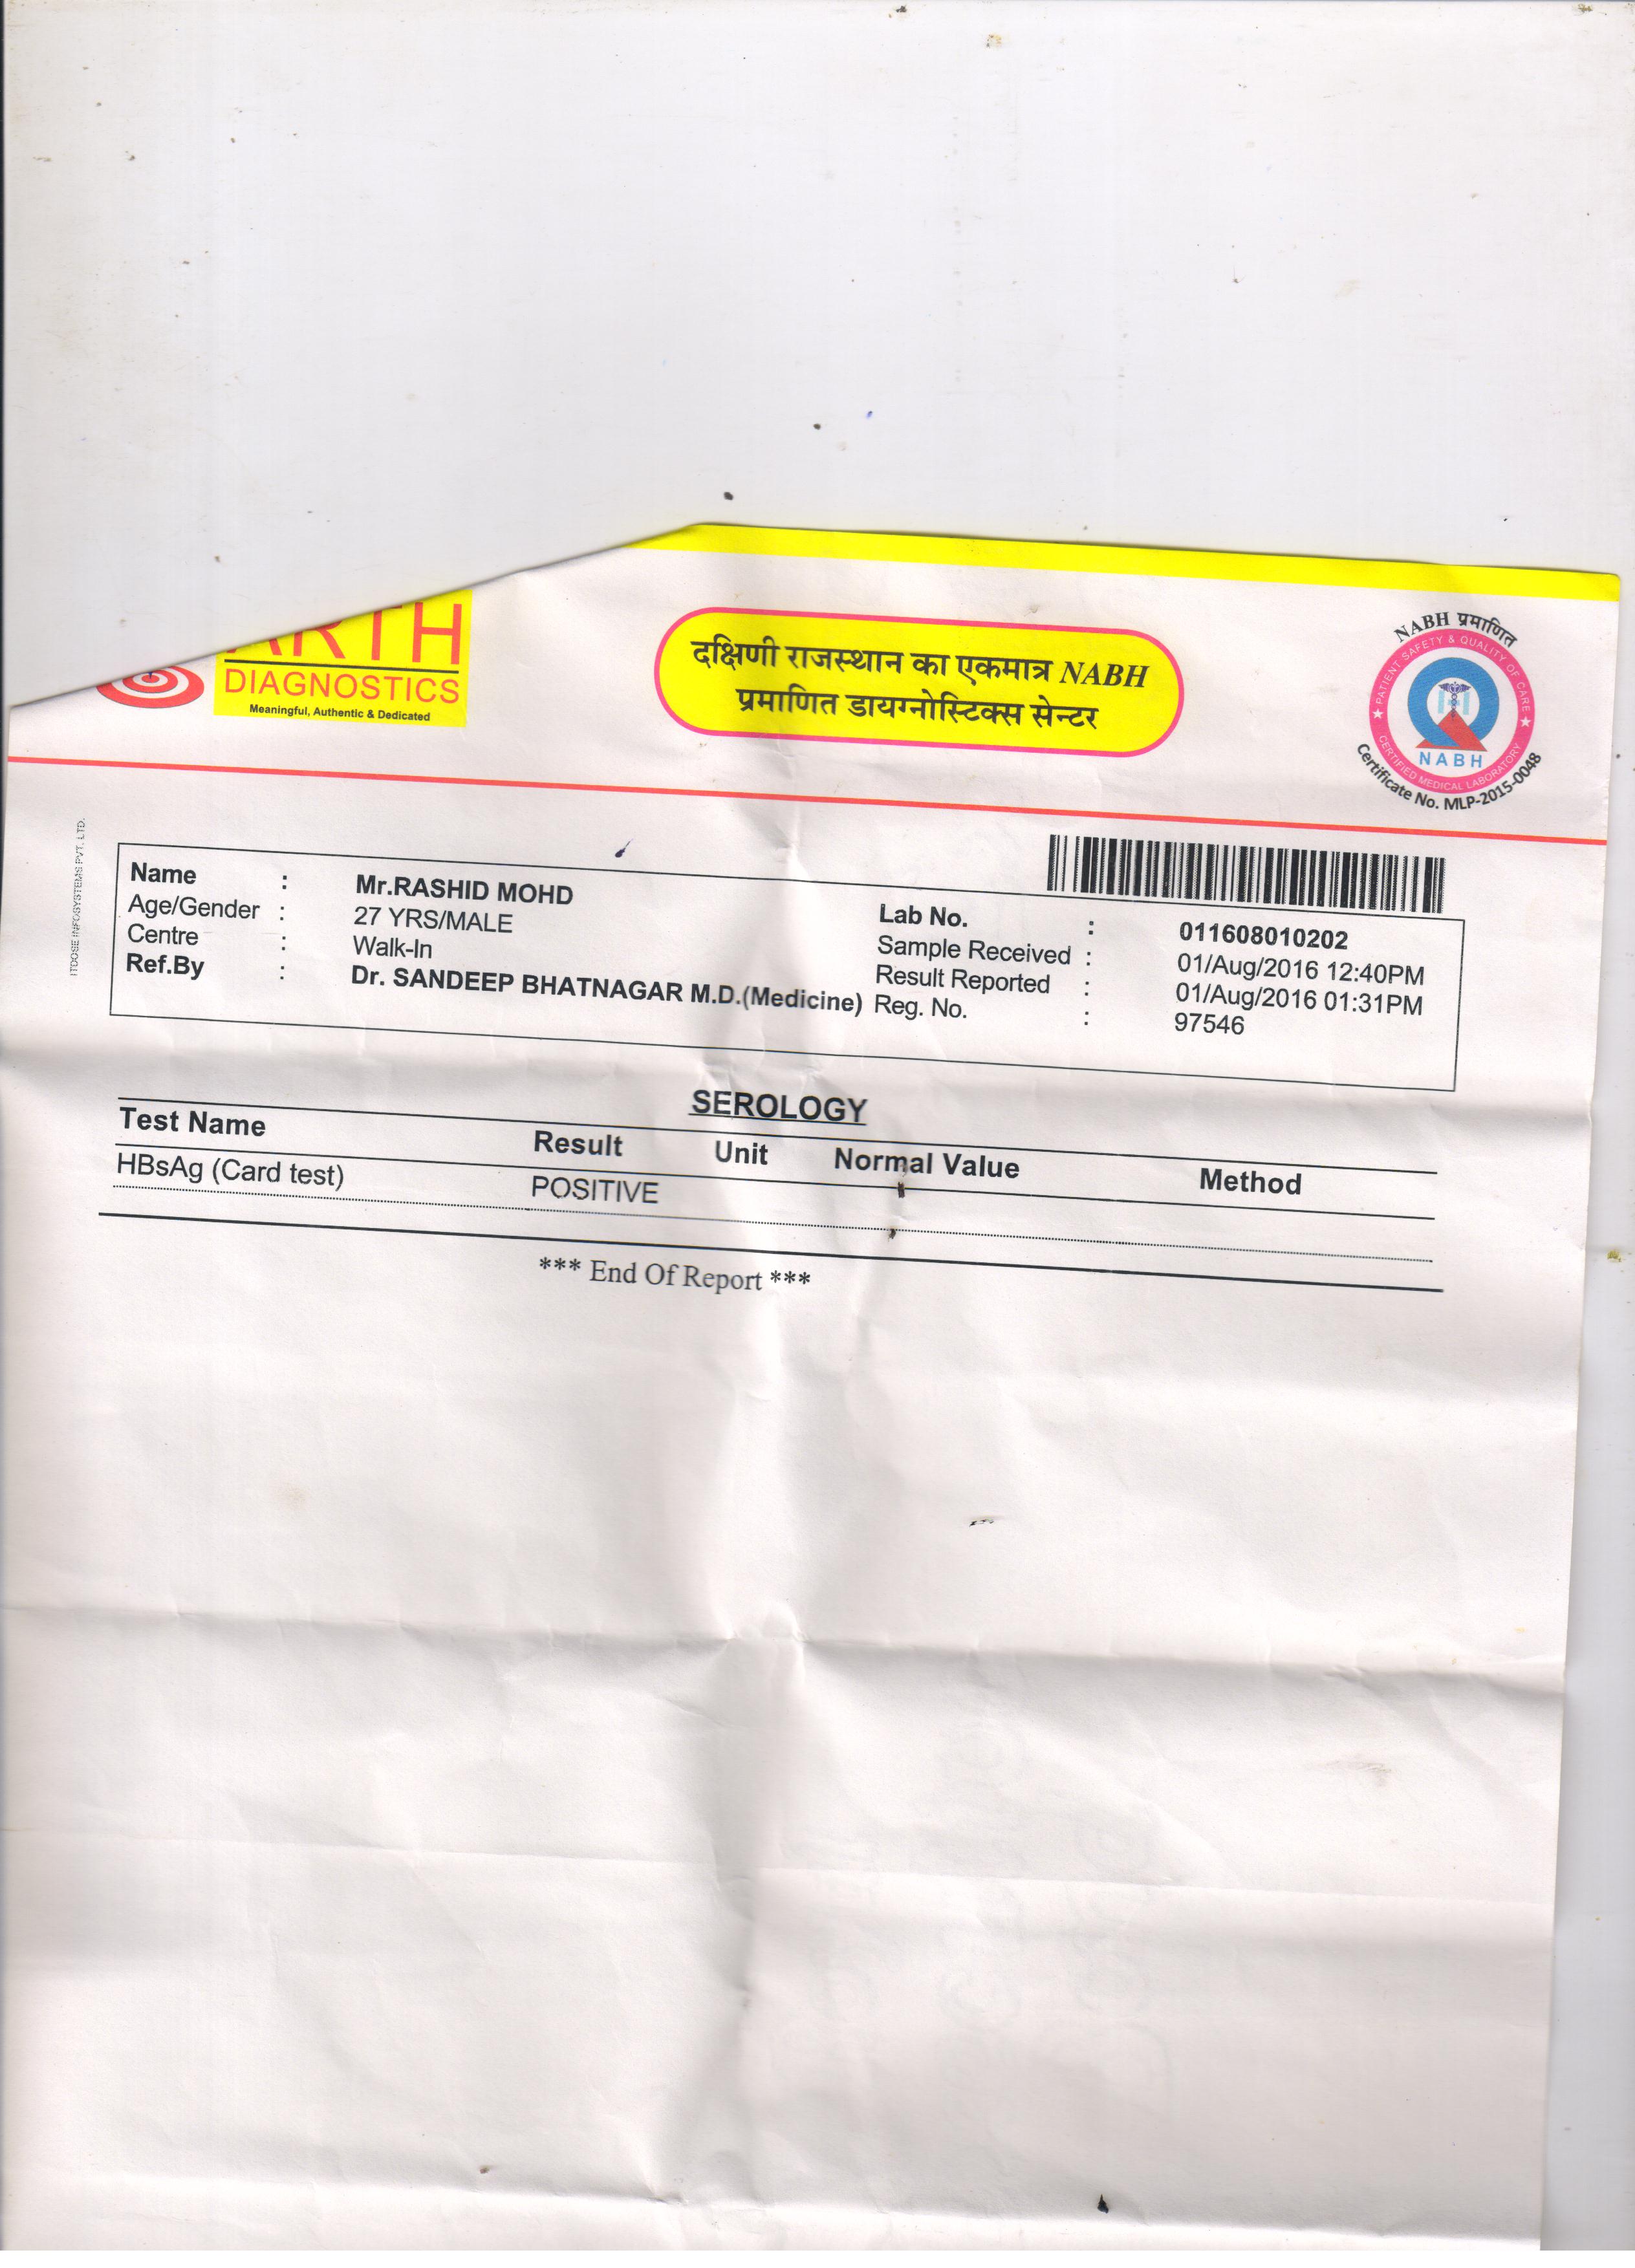 ARTH
DIAGNOSTICS
Meaningful, Authentic & Dedicated
दक्षिणी राजस्थान का एकमात्र NABH
प्रमाणित डायग्नोस्टिक्स सेन्टर
NABH प्रमाणित
PATIENT SAFETY & QUALITY OF CARE
NABH
CERTIFIED MEDICAL LABORATORY
Certificate No. MLP-2015-0048
ITDOSE INFOSYSTEMS PVT. LTD.
Name : Mr.RASHID MOHD
Age/Gender : 27 YRS/MALE
Centre : Walk-In
Ref.By : Dr. SANDEEP BHATNAGAR M.D.(Medicine)
Lab No. : 011608010202
Sample Received : 01/Aug/2016 12:40PM
Result Reported : 01/Aug/2016 01:31PM
Reg. No. : 97546
SEROLOGY
Test Name Result Unit Normal Value Method
HBsAg (Card test) POSITIVE
*** End Of Report ***